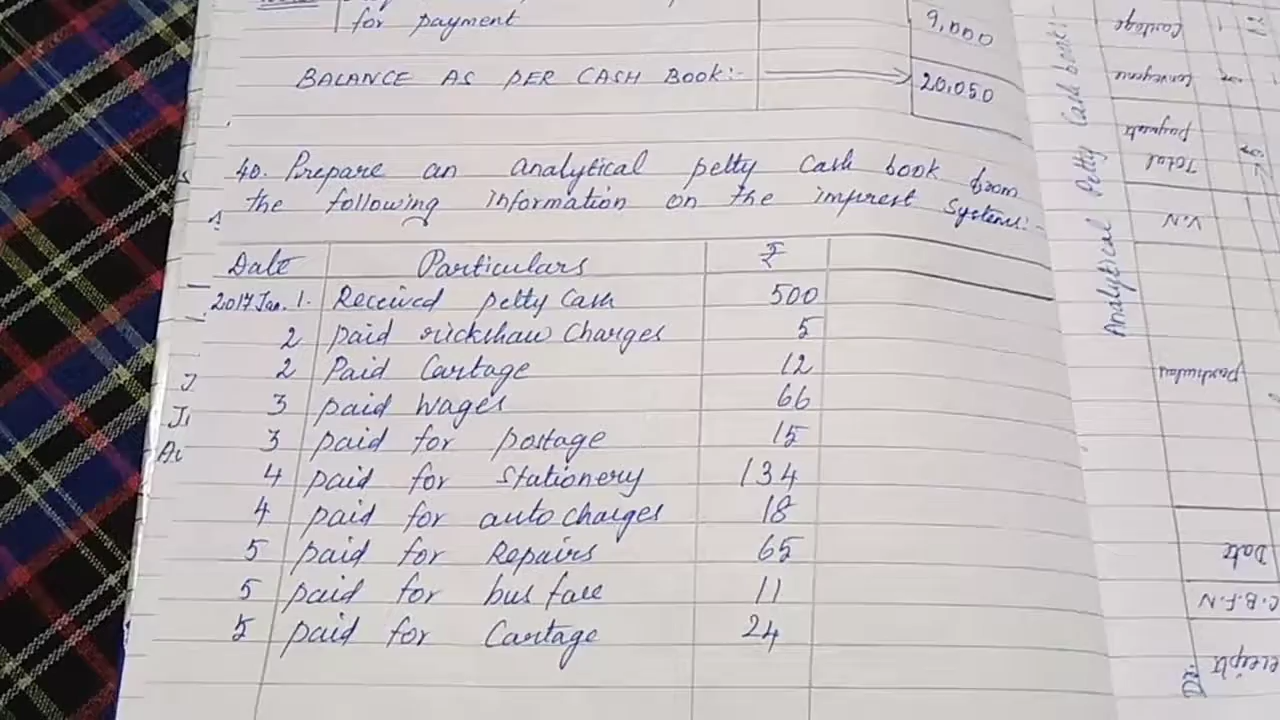 for payment
9,000
BALANCE AS PER CASH BOOK:- 20,050
40. Prepare an analytical petty cash book from
the following information on the imprest System:-
Date Particulars ₹
2017 Jan. 1. Received petty Cash 500
2 paid rickshaw Charges 5
2 Paid Cartage 12
3 paid wages 66
3 paid for postage 15
4 paid for Stationery 134
4 paid for auto charges 18
5 paid for Repairs 65
5 paid for bus fare 11
5 paid for Cartage 24
Analytical Petty Cash book:-
Dr.
Date
C.B.F.N
particulars
V.N
Total
payments
Conveyance
Cartage